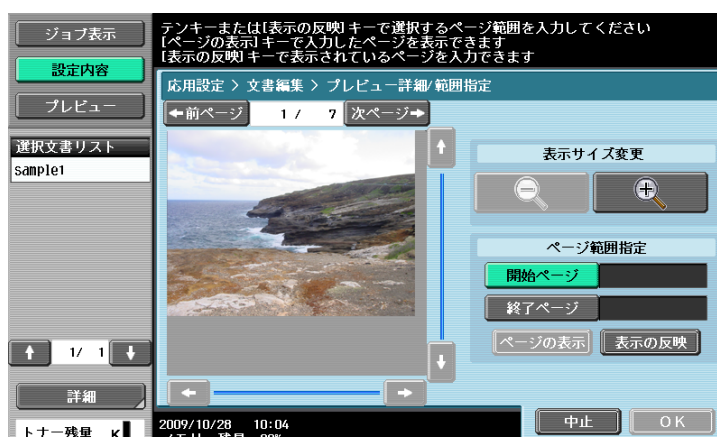 ジョブ表示
設定内容
プレビュー
選択文書リスト
sample1
1/ 1
詳細
トナー残量 K
テンキーまたは[表示の反映]キーで選択するページ範囲を入力してください
[ページの表示]キーで入力したページを表示できます
[表示の反映]キーで表示されているページを入力できます
応用設定 > 文書編集 > プレビュー詳細/範囲指定
←前ページ 1 / 7 次ページ→
表示サイズ変更
ページ範囲指定
開始ページ
終了ページ
ページの表示 表示の反映
2009/10/28 10:04
中止 OK